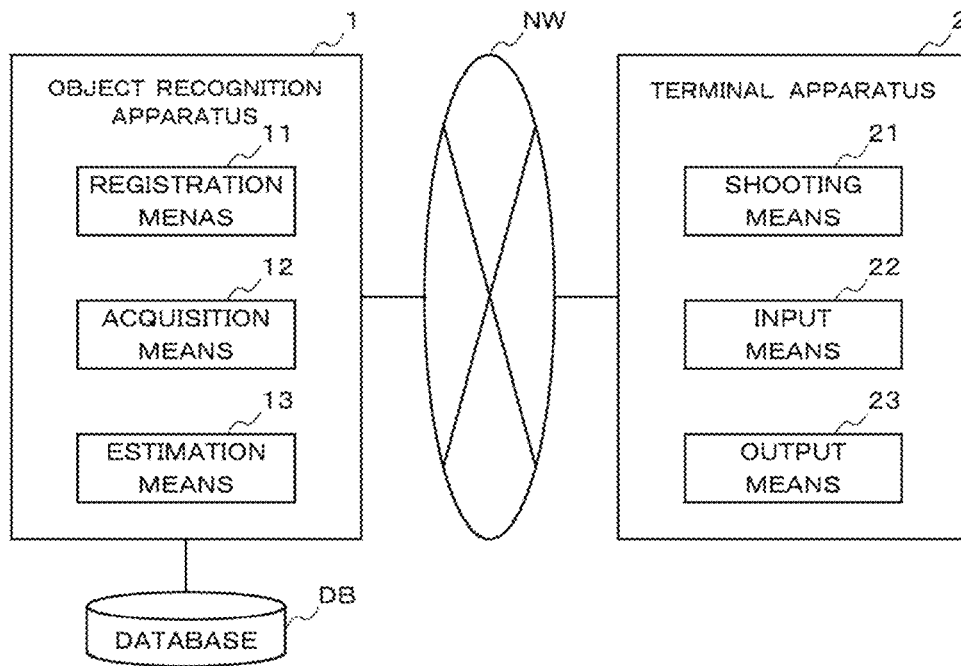 1
NW
2
OBJECT RECOGNITION
APPARATUS
TERMINAL APPARATUS
11
REGISTRATION
MENAS
21
SHOOTING
MEANS
12
ACQUISITION
MEANS
22
INPUT
MEANS
13
ESTIMATION
MEANS
23
OUTPUT
MEANS
DB
DATABASE